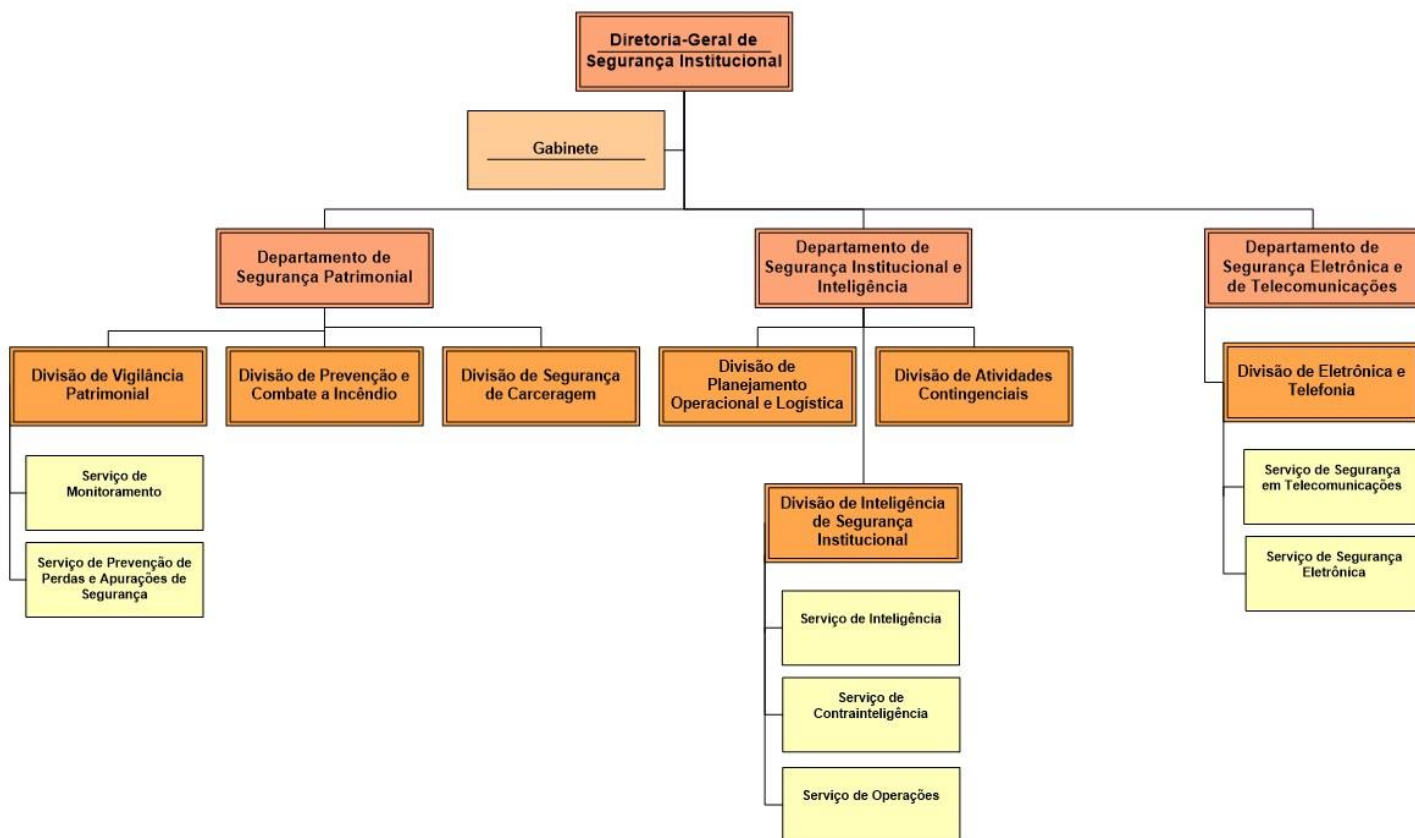 Diretoria-Geral de
Segurança Institucional
Gabinete
Departamento de
Segurança Patrimonial
Departamento de
Segurança Institucional e
Inteligência
Departamento de
Segurança Eletrônica e
de Telecomunicações
Divisão de Vigilância
Patrimonial
Divisão de Prevenção e
Combate a Incêndio
Divisão de Segurança
de Carceragem
Divisão de
Planejamento
Operacional e Logística
Divisão de Atividades
Contingenciais
Divisão de Eletrônica e
Telefonia
Serviço de
Monitoramento
Serviço de Prevenção de
Perdas e Apurações de
Segurança
Divisão de Inteligência
de Segurança
Institucional
Serviço de Inteligência
Serviço de
Contrainteligência
Serviço de Operações
Serviço de Segurança
em Telecomunicações
Serviço de Segurança
Eletrônica